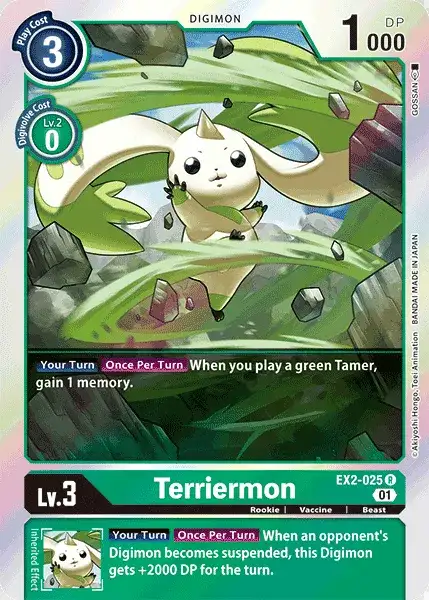 Play Cost
3
DIGIMON
DP
1000
Digivolve Cost
Lv.2
0
GOSSAN
©Akiyoshi Hongo, Toei Animation BANDAI MADE IN JAPAN
Your Turn Once Per Turn When you play a green Tamer,
gain 1 memory.
Lv.3
Terriermon
EX2-025 R
01
Rookie | Vaccine | Beast
Inherited Effect
Your Turn Once Per Turn When an opponent's
Digimon becomes suspended, this Digimon
gets +2000 DP for the turn.